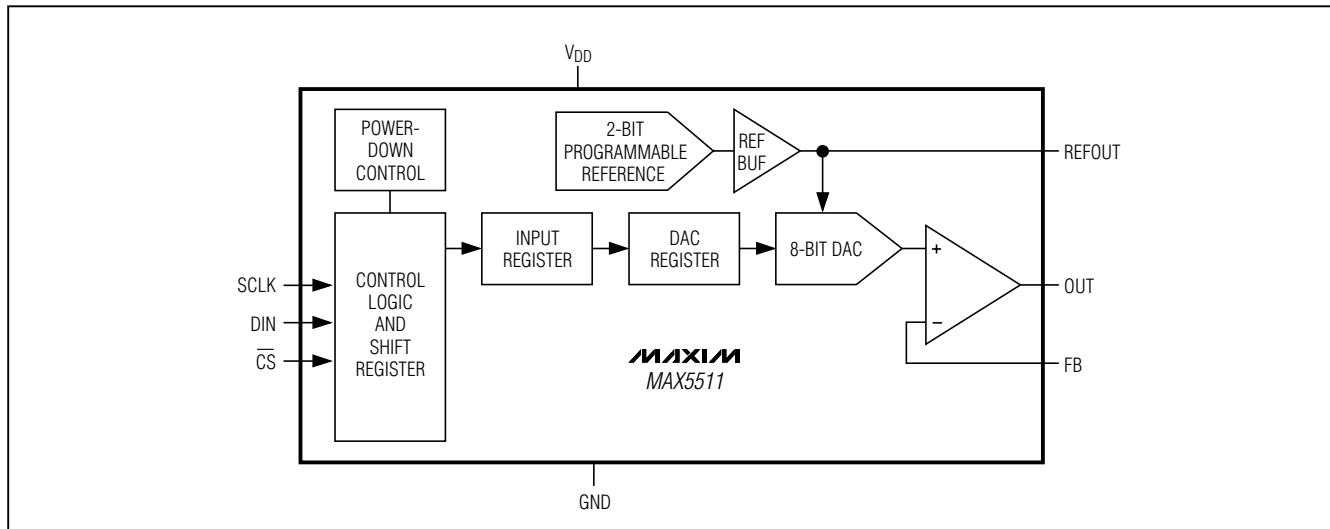 VDD
POWER-
DOWN
CONTROL
2-BIT
PROGRAMMABLE
REFERENCE
REF
BUF
REFOUT
CONTROL
LOGIC
AND
SHIFT
REGISTER
INPUT
REGISTER
DAC
REGISTER
8-BIT DAC
+
−
SCLK
DIN
C̅S̅
OUT
FB
MAXIM
MAX5511
GND